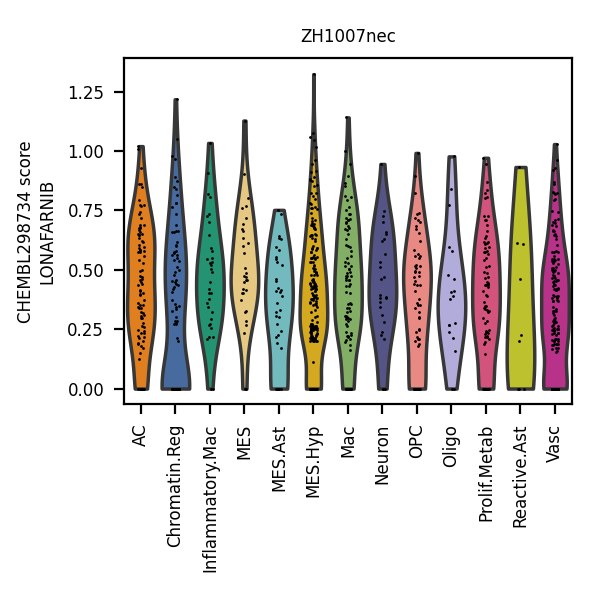 ZH1007nec
CHEMBL298734 score
LONAFARNIB
1.25
1.00
0.75
0.50
0.25
0.00
AC
Chromatin.Reg
Inflammatory.Mac
MES
MES.Ast
MES.Hyp
Mac
Neuron
OPC
Oligo
Prolif.Metab
Reactive.Ast
Vasc